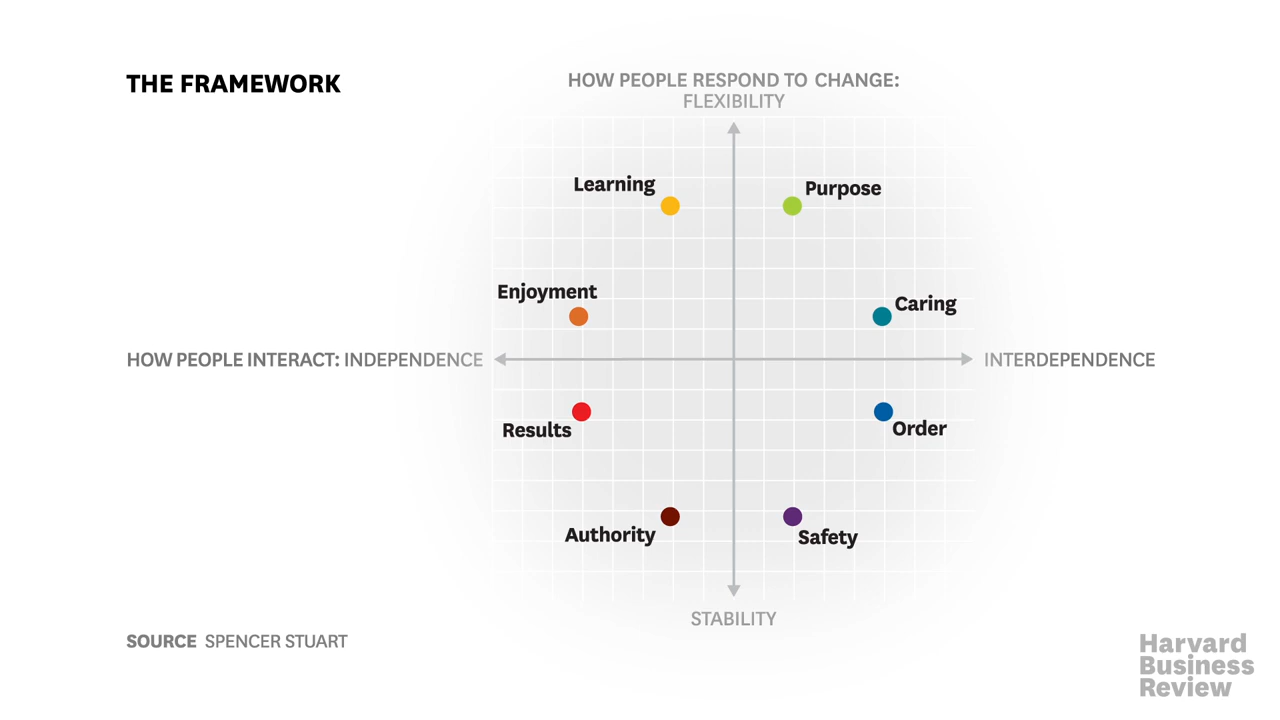 THE FRAMEWORK
HOW PEOPLE RESPOND TO CHANGE:
FLEXIBILITY
Learning
Purpose
Enjoyment
Caring
HOW PEOPLE INTERACT: INDEPENDENCE
INTERDEPENDENCE
Results
Order
Authority
Safety
STABILITY
SOURCE SPENCER STUART
Harvard
Business
Review